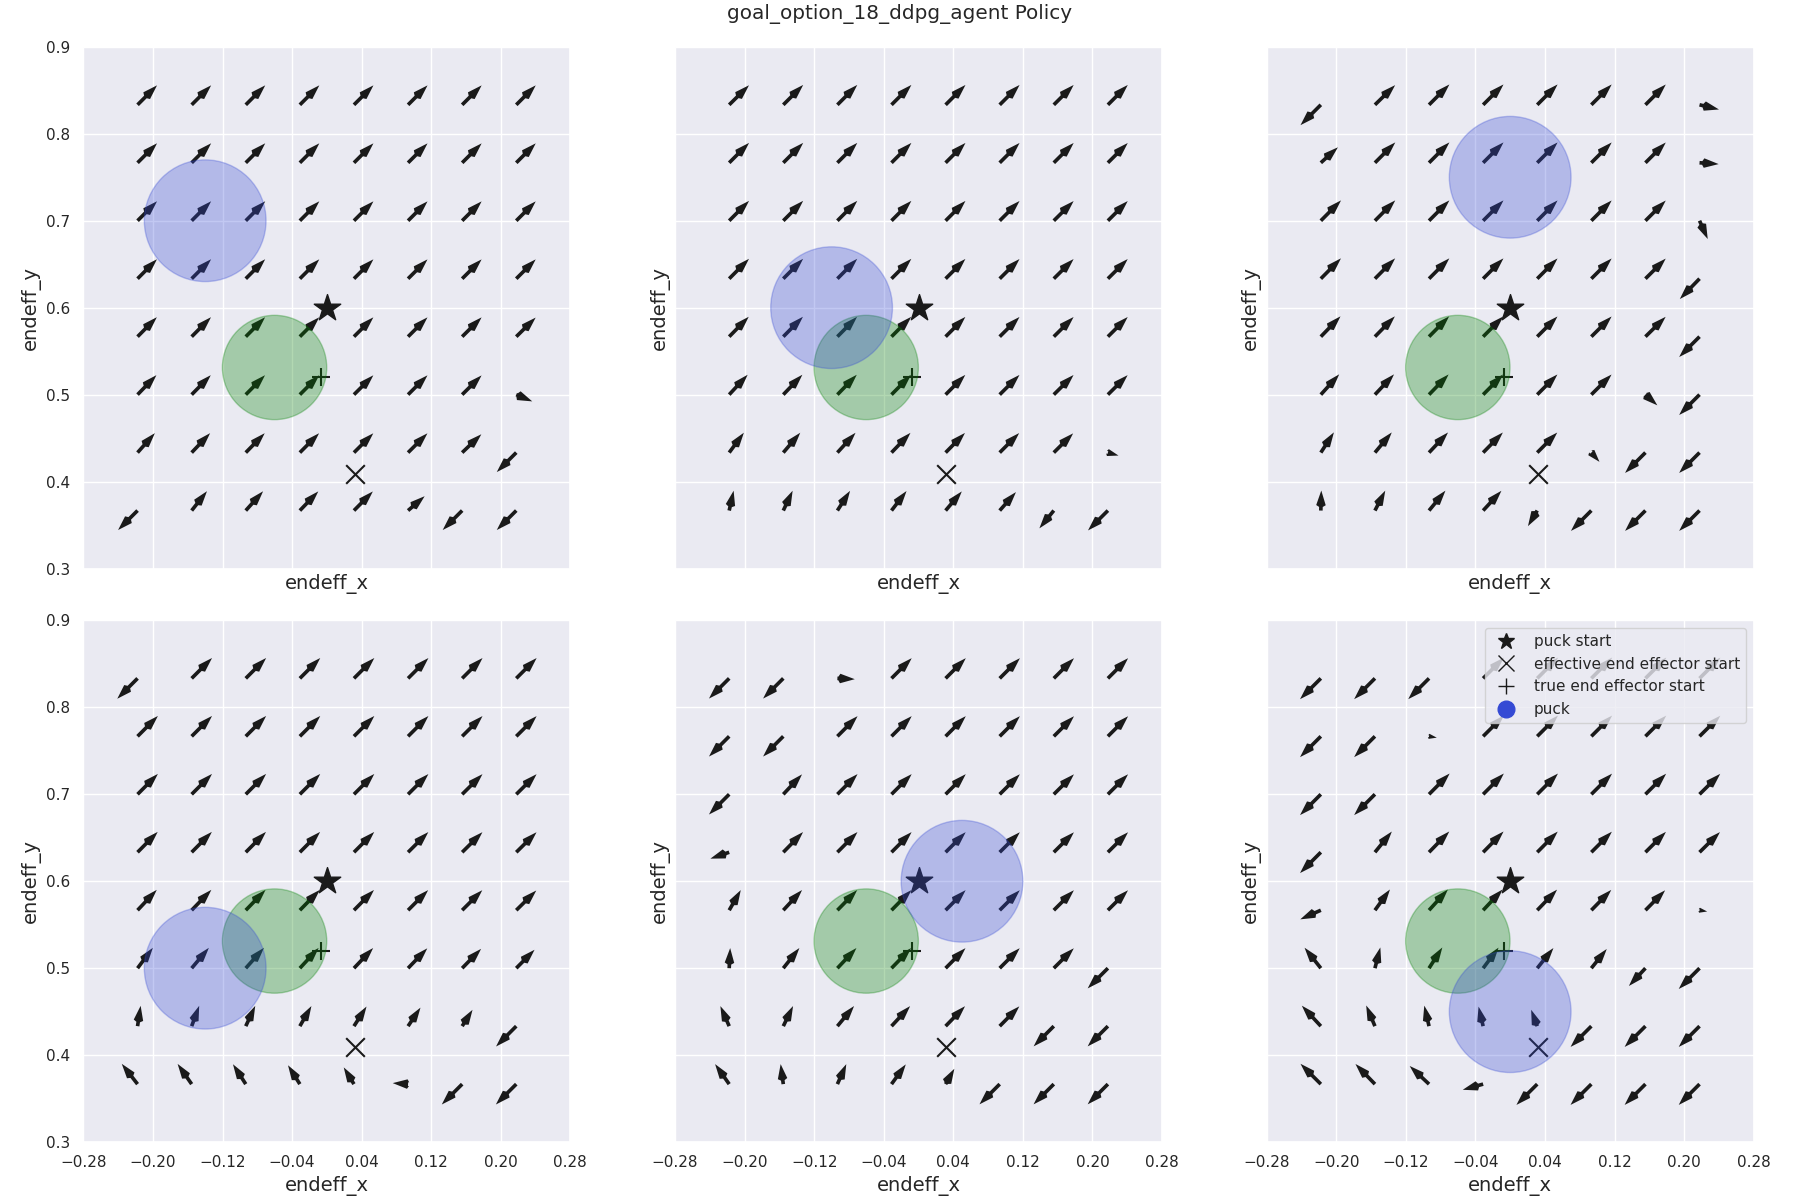 goal_option_18_ddpg_agent Policy
0.9
0.8
0.7
0.6
0.5
0.4
0.3
endeff_y
endeff_x
endeff_y
endeff_x
endeff_y
endeff_x
0.9
0.8
0.7
0.6
0.5
0.4
0.3
endeff_y
−0.28 −0.20 −0.12 −0.04 0.04 0.12 0.20 0.28
endeff_x
endeff_y
−0.28 −0.20 −0.12 −0.04 0.04 0.12 0.20 0.28
endeff_x
puck start
effective end effector start
true end effector start
puck
endeff_y
−0.28 −0.20 −0.12 −0.04 0.04 0.12 0.20 0.28
endeff_x